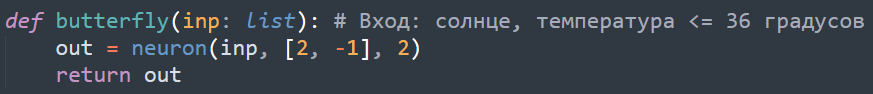 def butterfly(inp: list): # Вход: солнце, температура <= 36 градусов
    out = neuron(inp, [2, -1], 2)
    return out